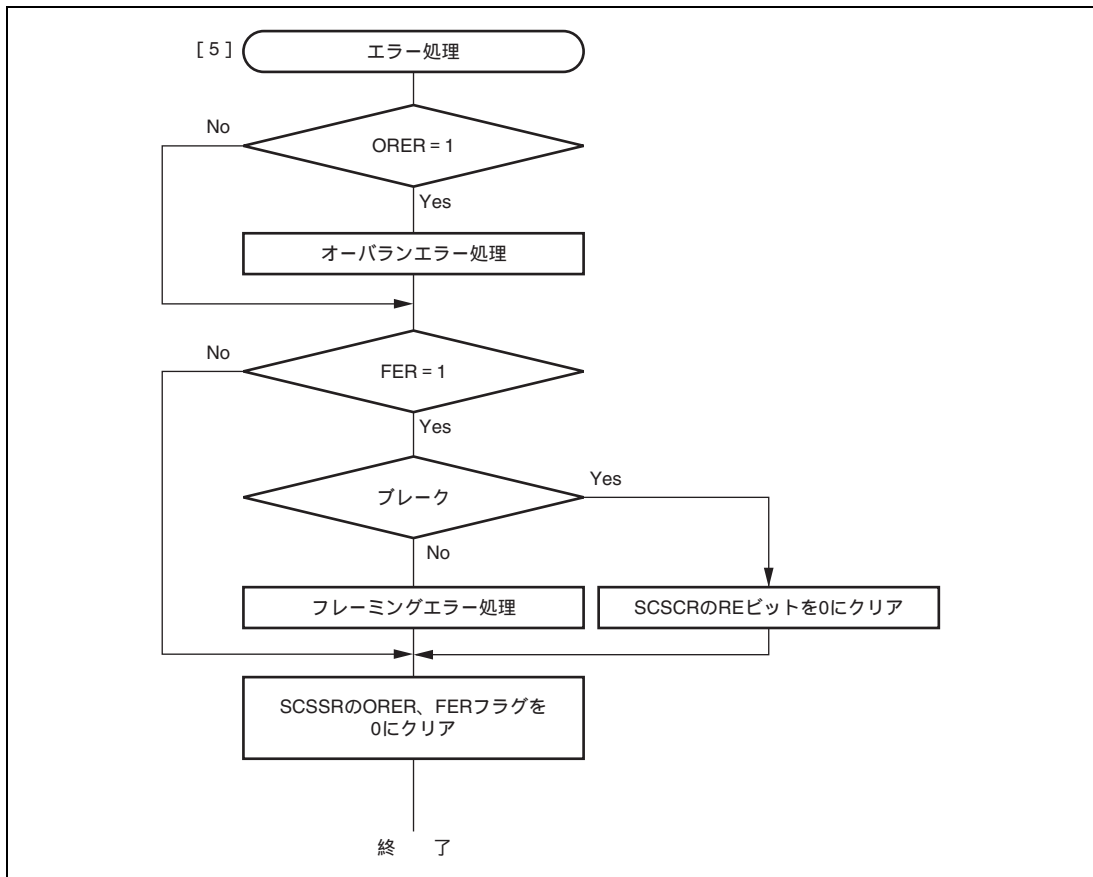 [ 5 ]
エラー処理
No
ORER = 1
Yes
オーバランエラー処理
No
FER = 1
Yes
ブレーク
Yes
No
フレーミングエラー処理
SCSCRのREビットを0にクリア
SCSSRのORER、FERフラグを
0にクリア
終 了